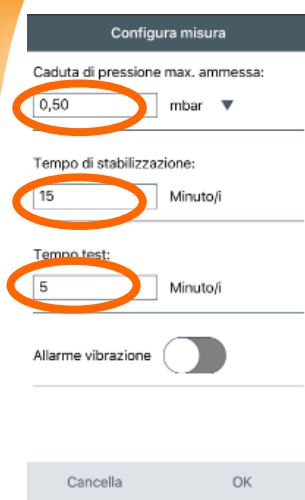 Configura misura
Caduta di pressione max. ammessa:
0,50 mbar ▼
Tempo di stabilizzazione:
15 Minuto/i
Tempo test:
5 Minuto/i
Allarme vibrazione
Cancella OK